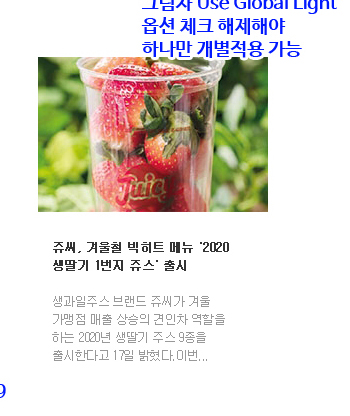 그림자 Use Global Light
옵션 체크 해제해야
하나만 개별적용 가능
Juic
쥬씨, 겨울철 빅히트 메뉴 '2020
생딸기 1번지 쥬스' 출시
생과일주스 브랜드 쥬씨가 겨울
가맹점 매출 상승의 견인차 역할을
하는 2020년 생딸기 주스 9종을
출시한다고 17일 밝혔다.이번...
9